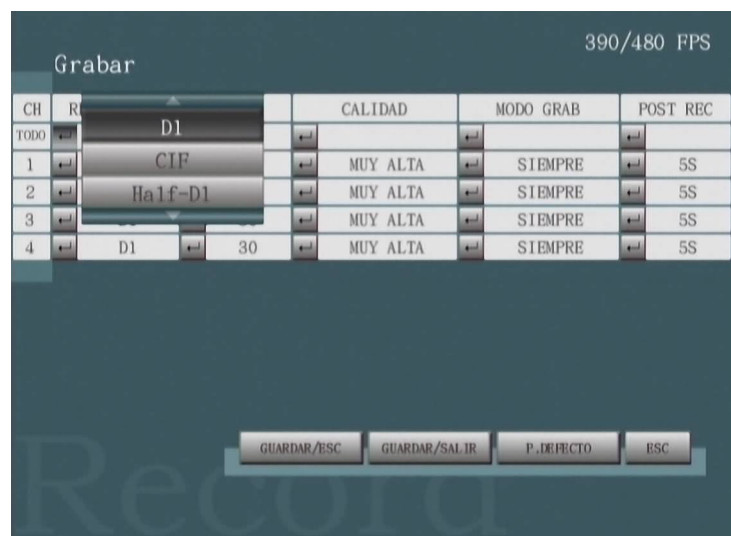 390/480 FPS
Grabar
CH CALIDAD MODO GRAB POST REC
TODO
D1
1 CIF MUY ALTA SIEMPRE 5S
2 Half-D1 MUY ALTA SIEMPRE 5S
3 MUY ALTA SIEMPRE 5S
4 D1 30 MUY ALTA SIEMPRE 5S
GUARDAR/ESC GUARDAR/SALIR P.DEFECTO ESC
Record